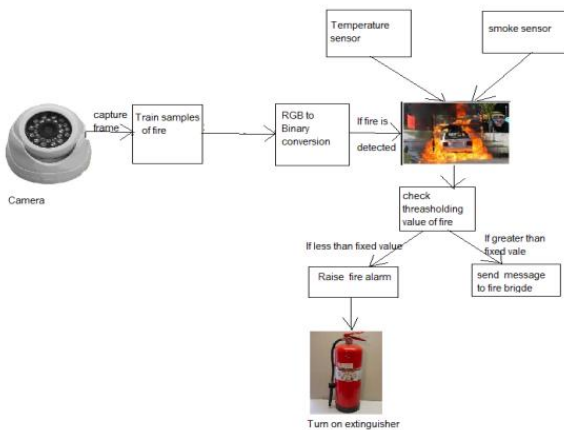 Temperature
sensor
smoke sensor
capture
frame
Train samples
of fire
RGB to
Binary
conversion
If fire is
detected
Camera
check
threasholding
value of fire
If less than fixed value
If greater than
fixed vale
Raise fire alarm
send message
to fire brigde
Turn on extinguisher